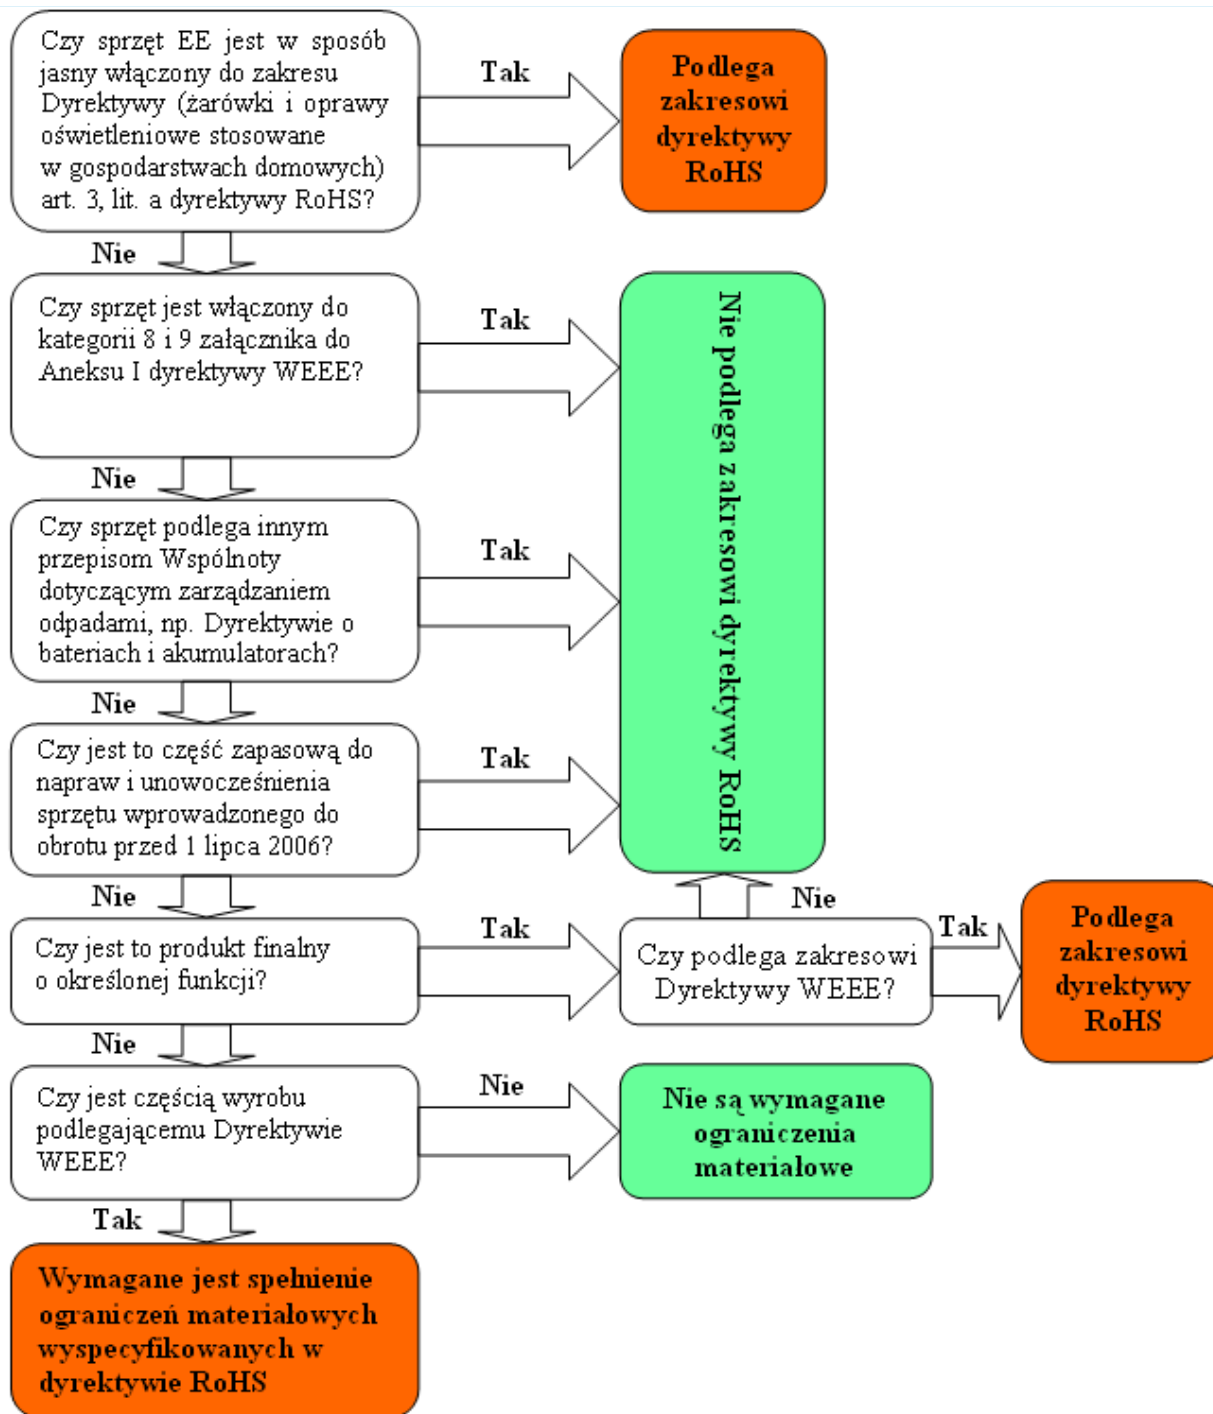 Czy sprzęt EE jest w sposób
jasny włączony do zakresu
Dyrektywy (żarówki i oprawy
oświetleniowe stosowane
w gospodarstwach domowych)
art. 3, lit. a dyrektywy RoHS?
Tak
Podlega
zakresowi
dyrektywy
RoHS
Nie
Czy sprzęt jest włączony do
kategorii 8 i 9 załącznika do
Aneksu I dyrektywy WEEE?
Tak
Nie podlega zakresowi dyrektywy RoHS
Nie
Czy sprzęt podlega innym
przepisom Wspólnoty
dotyczącym zarządzaniem
odpadami, np. Dyrektywie o
bateriach i akumulatorach?
Tak
Nie
Czy jest to część zapasową do
napraw i unowocześnienia
sprzętu wprowadzonego do
obrotu przed 1 lipca 2006?
Tak
Nie
Czy jest to produkt finalny
o określonej funkcji?
Tak
Czy podlega zakresowi
Dyrektywy WEEE?
Nie
Tak
Podlega
zakresowi
dyrektywy
RoHS
Nie
Czy jest częścią wyrobu
podlegającemu Dyrektywie
WEEE?
Nie
Nie są wymagane
ograniczenia
materiałowe
Tak
Wymagane jest spełnienie
ograniczeń materiałowych
wyspecyfikowanych w
dyrektywie RoHS